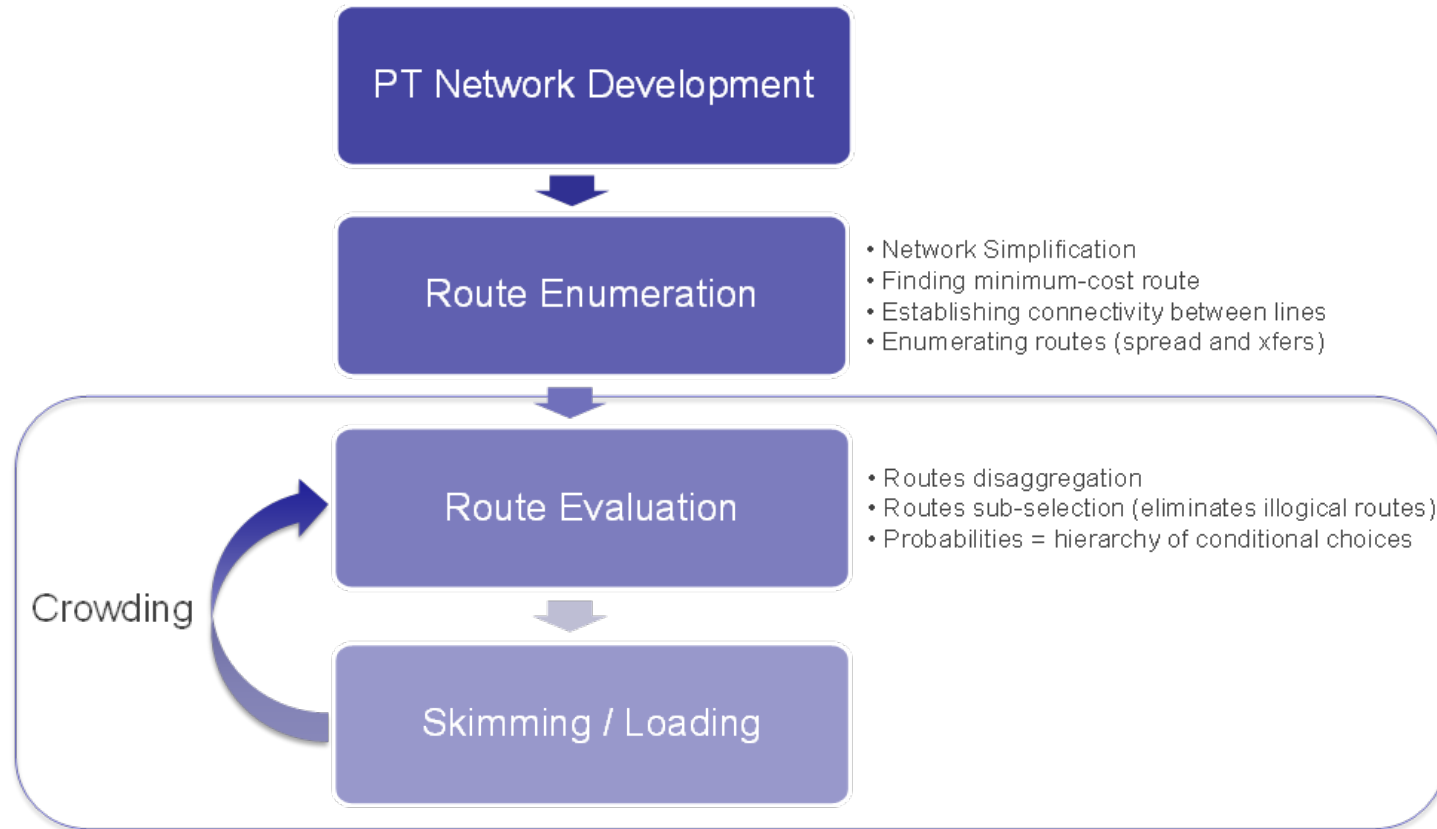 PT Network Development
Route Enumeration
• Network Simplification
• Finding minimum-cost route
• Establishing connectivity between lines
• Enumerating routes (spread and xfers)
Route Evaluation
• Routes disaggregation
• Routes sub-selection (eliminates illogical routes)
• Probabilities = hierarchy of conditional choices
Crowding
Skimming / Loading